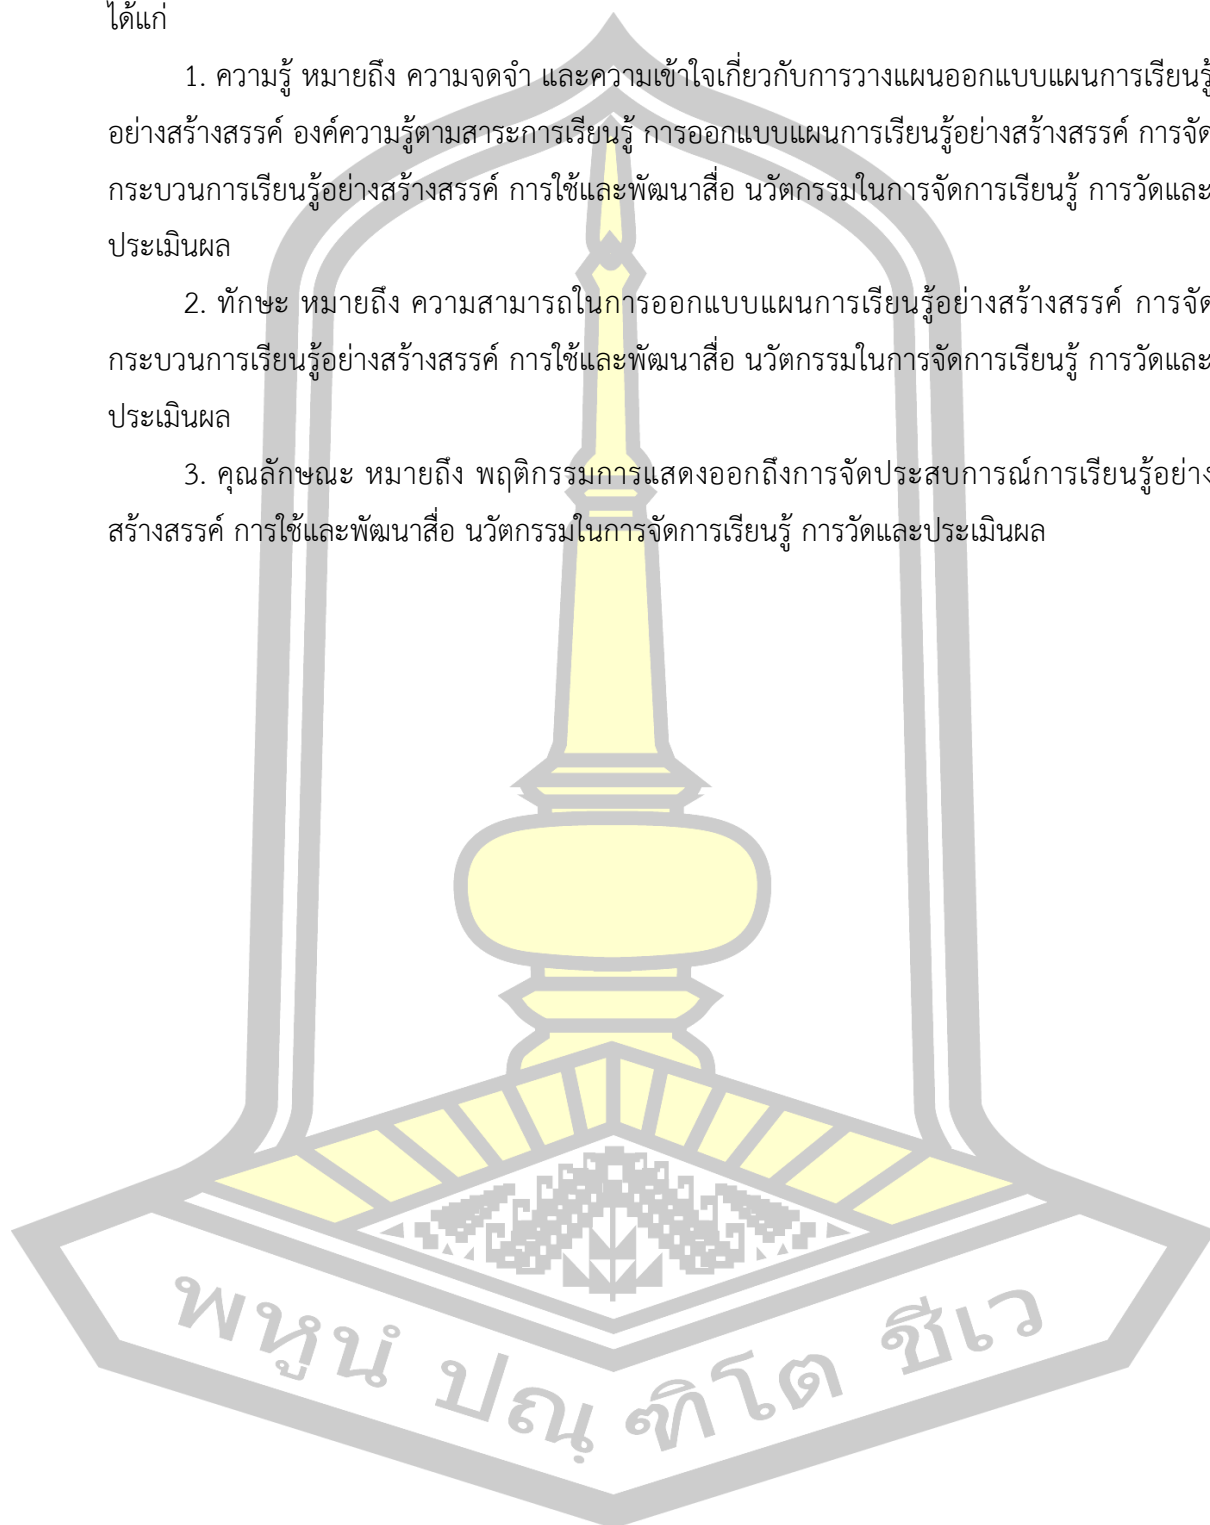 ได้แก่
1. ความรู้ หมายถึง ความจดจำ และความเข้าใจเกี่ยวกับการวางแผนออกแบบแผนการเรียนรู้
อย่างสร้างสรรค์ องค์ความรู้ตามสาระการเรียนรู้ การออกแบบแผนการเรียนรู้อย่างสร้างสรรค์ การจัด
กระบวนการเรียนรู้อย่างสร้างสรรค์ การใช้และพัฒนาสื่อ นวัตกรรมในการจัดการเรียนรู้ การวัดและ
ประเมินผล
2. ทักษะ หมายถึง ความสามารถในการออกแบบแผนการเรียนรู้อย่างสร้างสรรค์ การจัด
กระบวนการเรียนรู้อย่างสร้างสรรค์ การใช้และพัฒนาสื่อ นวัตกรรมในการจัดการเรียนรู้ การวัดและ
ประเมินผล
3. คุณลักษณะ หมายถึง พฤติกรรมการแสดงออกถึงการจัดประสบการณ์การเรียนรู้อย่าง
สร้างสรรค์ การใช้และพัฒนาสื่อ นวัตกรรมในการจัดการเรียนรู้ การวัดและประเมินผล
พหูนํ ปณฺ ฑิโต ชีเว